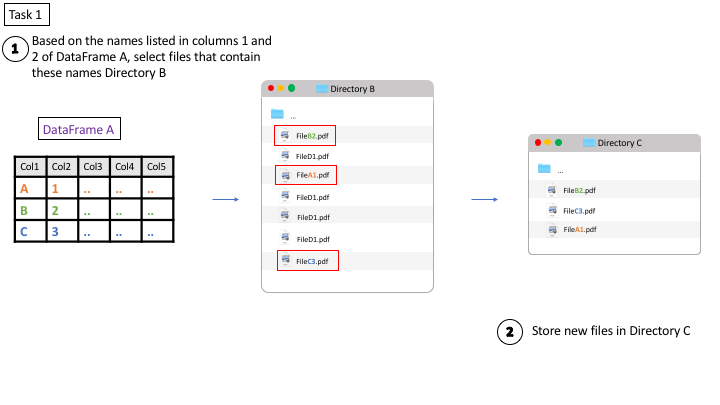 Task 1
1 Based on the names listed in columns 1 and
2 of DataFrame A, select files that contain
these names Directory B
DataFrame A
Col1 Col2 Col3 Col4 Col5
A 1 .. .. ..
B 2 .. .. ..
C 3 .. .. ..
Directory B
...
FileB2.pdf
FileD1.pdf
FileA1.pdf
FileD1.pdf
FileD1.pdf
FileD1.pdf
FileC3.pdf
Directory C
...
FileB2.pdf
FileC3.pdf
FileA1.pdf
2 Store new files in Directory C